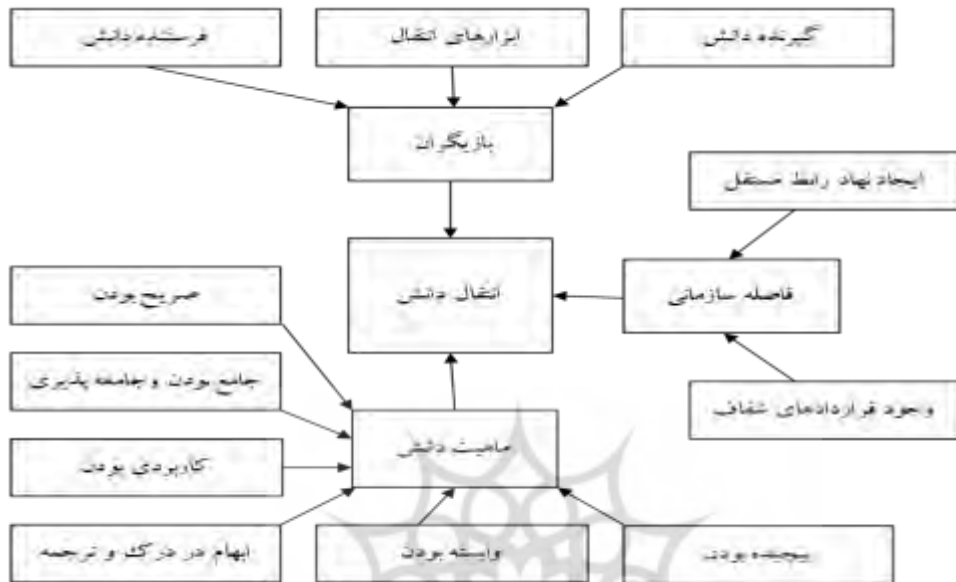 گیرنده دانش
ابزارهای انتقال
فرستنده دانش
بازیگران
ایجاد نهاد رابط مستقل
انتقال دانش
فاصله سازمانی
صریح بودن
جامع بودن و جامعه پذیری
وجود قراردادهای شفاف
ماهیت دانش
کاربردی بودن
پیچیده بودن
وابسته بودن
ابهام در درک و ترجمه